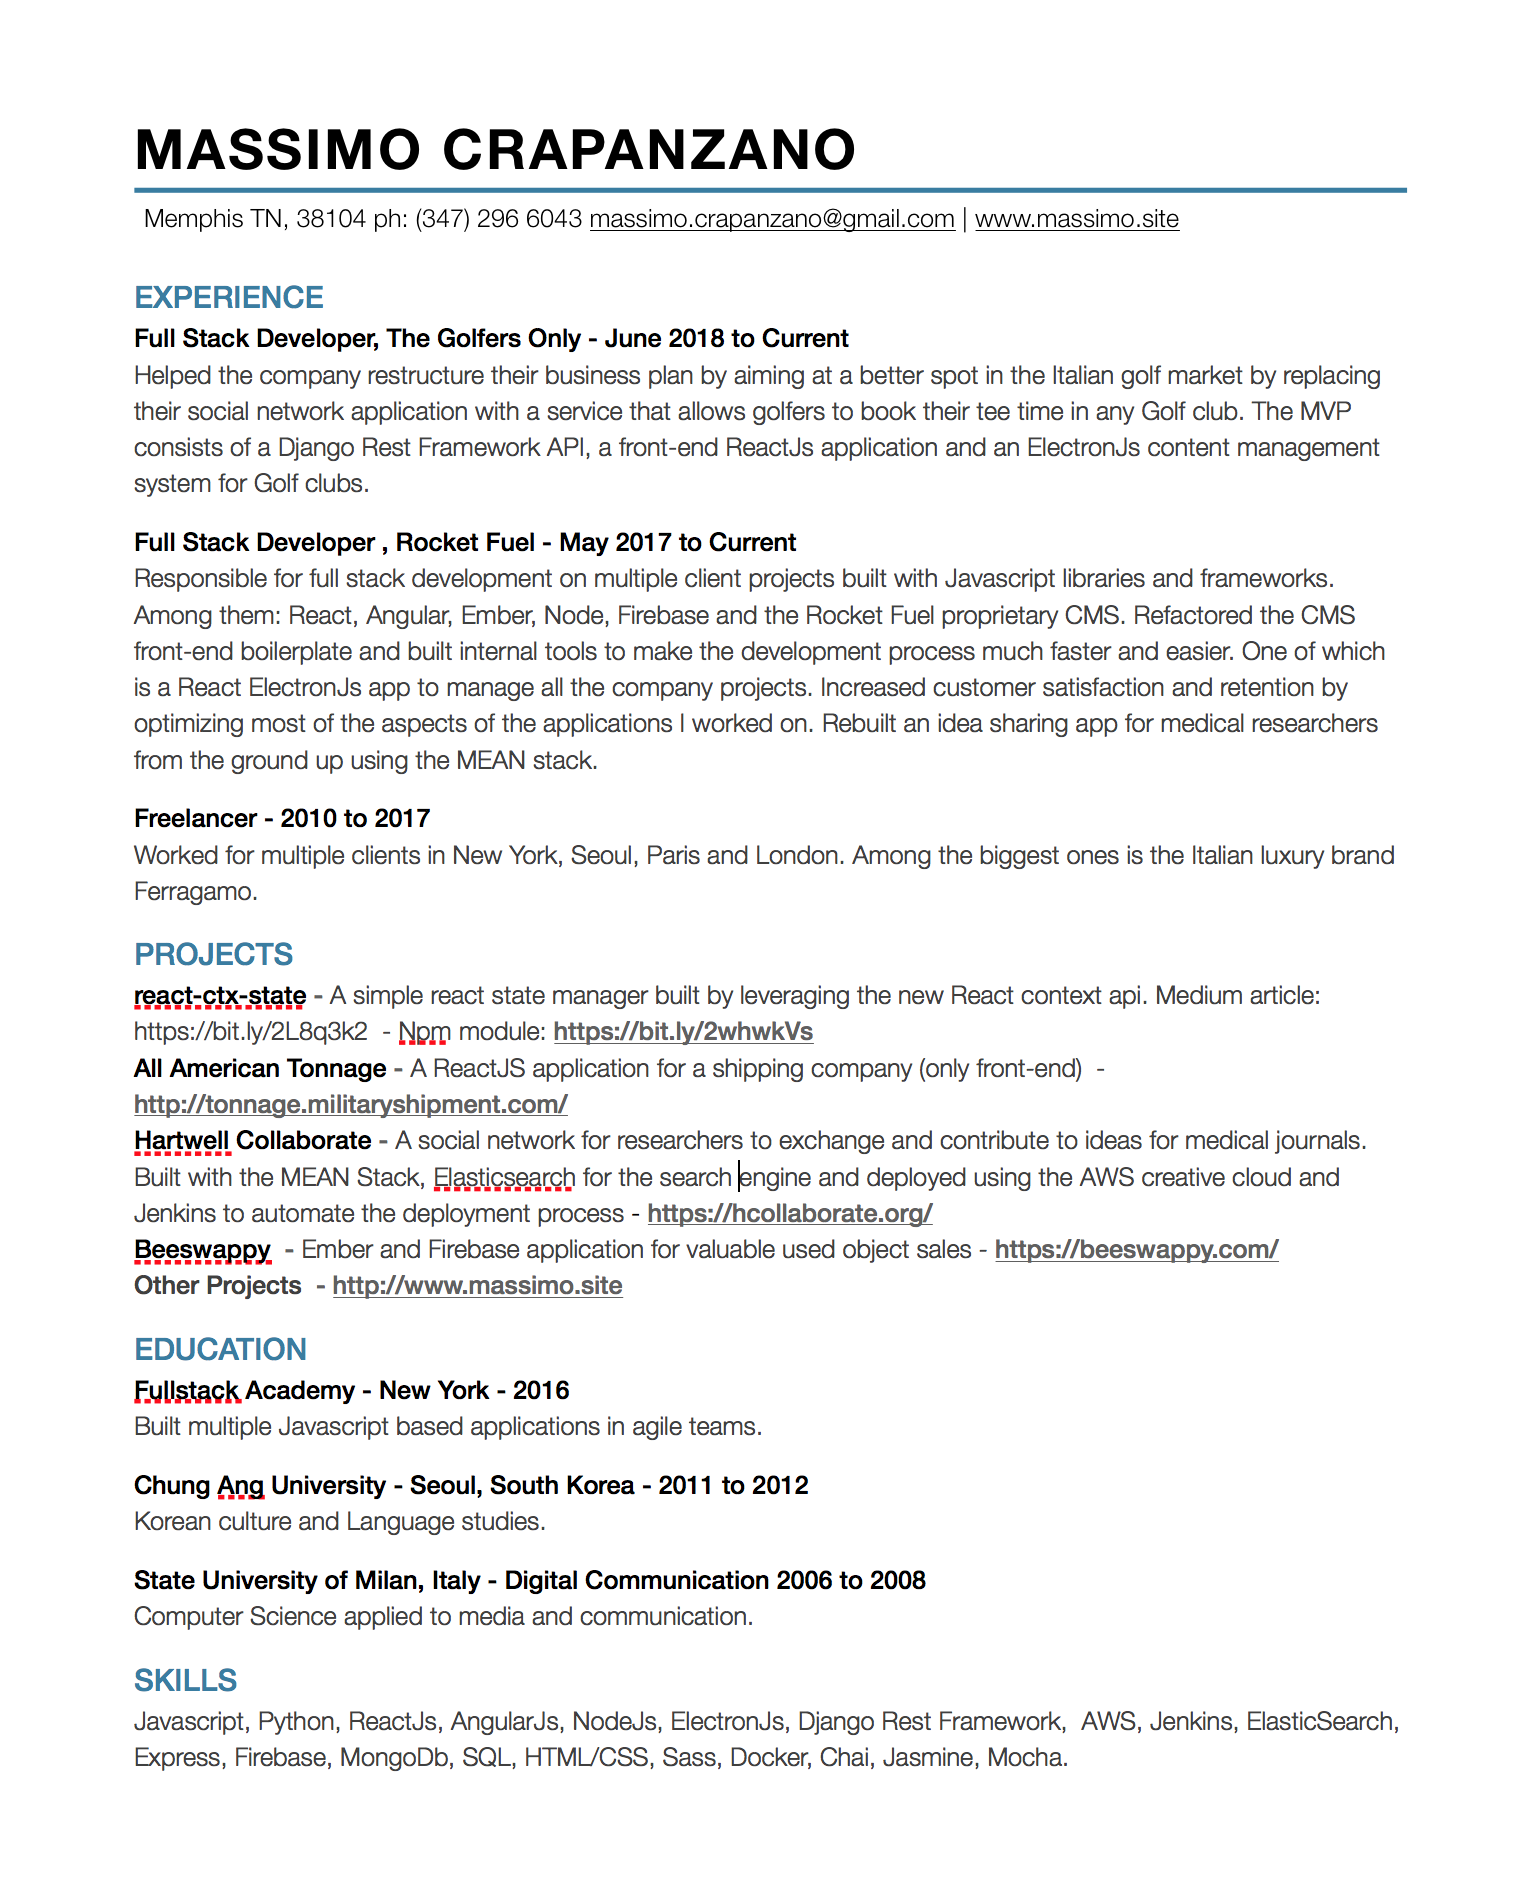 MASSIMO CRAPANZANO
Memphis TN, 38104 ph: (347) 296 6043 massimo.crapanzano@gmail.com | www.massimo.site
EXPERIENCE
Full Stack Developer, The Golfers Only - June 2018 to Current
Helped the company restructure their business plan by aiming at a better spot in the Italian golf market by replacing
their social network application with a service that allows golfers to book their tee time in any Golf club. The MVP
consists of a Django Rest Framework API, a front-end ReactJs application and an ElectronJs content management
system for Golf clubs.
Full Stack Developer , Rocket Fuel - May 2017 to Current
Responsible for full stack development on multiple client projects built with Javascript libraries and frameworks.
Among them: React, Angular, Ember, Node, Firebase and the Rocket Fuel proprietary CMS. Refactored the CMS
front-end boilerplate and built internal tools to make the development process much faster and easier. One of which
is a React ElectronJs app to manage all the company projects. Increased customer satisfaction and retention by
optimizing most of the aspects of the applications I worked on. Rebuilt an idea sharing app for medical researchers
from the ground up using the MEAN stack.
Freelancer - 2010 to 2017
Worked for multiple clients in New York, Seoul, Paris and London. Among the biggest ones is the Italian luxury brand
Ferragamo.
PROJECTS
react-ctx-state - A simple react state manager built by leveraging the new React context api. Medium article:
https://bit.ly/2L8q3k2 - Npm module: https://bit.ly/2whwkVs
All American Tonnage - A ReactJS application for a shipping company (only front-end) -
http://tonnage.militaryshipment.com/
Hartwell Collaborate - A social network for researchers to exchange and contribute to ideas for medical journals.
Built with the MEAN Stack, Elasticsearch for the search engine and deployed using the AWS creative cloud and
Jenkins to automate the deployment process - https://hcollaborate.org/
Beeswappy - Ember and Firebase application for valuable used object sales - https://beeswappy.com/
Other Projects - http://www.massimo.site
EDUCATION
Fullstack Academy - New York - 2016
Built multiple Javascript based applications in agile teams.
Chung Ang University - Seoul, South Korea - 2011 to 2012
Korean culture and Language studies.
State University of Milan, Italy - Digital Communication 2006 to 2008
Computer Science applied to media and communication.
SKILLS
Javascript, Python, ReactJs, AngularJs, NodeJs, ElectronJs, Django Rest Framework, AWS, Jenkins, ElasticSearch,
Express, Firebase, MongoDb, SQL, HTML/CSS, Sass, Docker, Chai, Jasmine, Mocha.